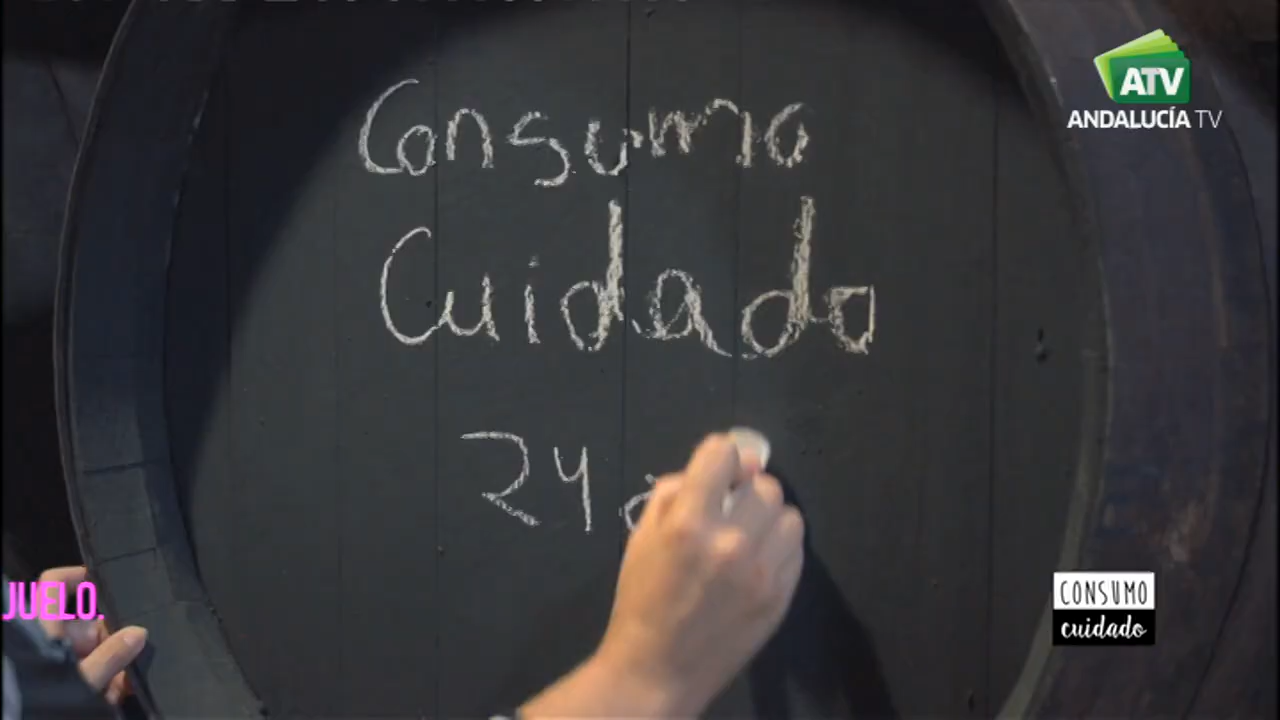 ATV
ANDALUCÍA TV
Consumo
Cuidado
24
JUELO.
CONSUMO
cuidado